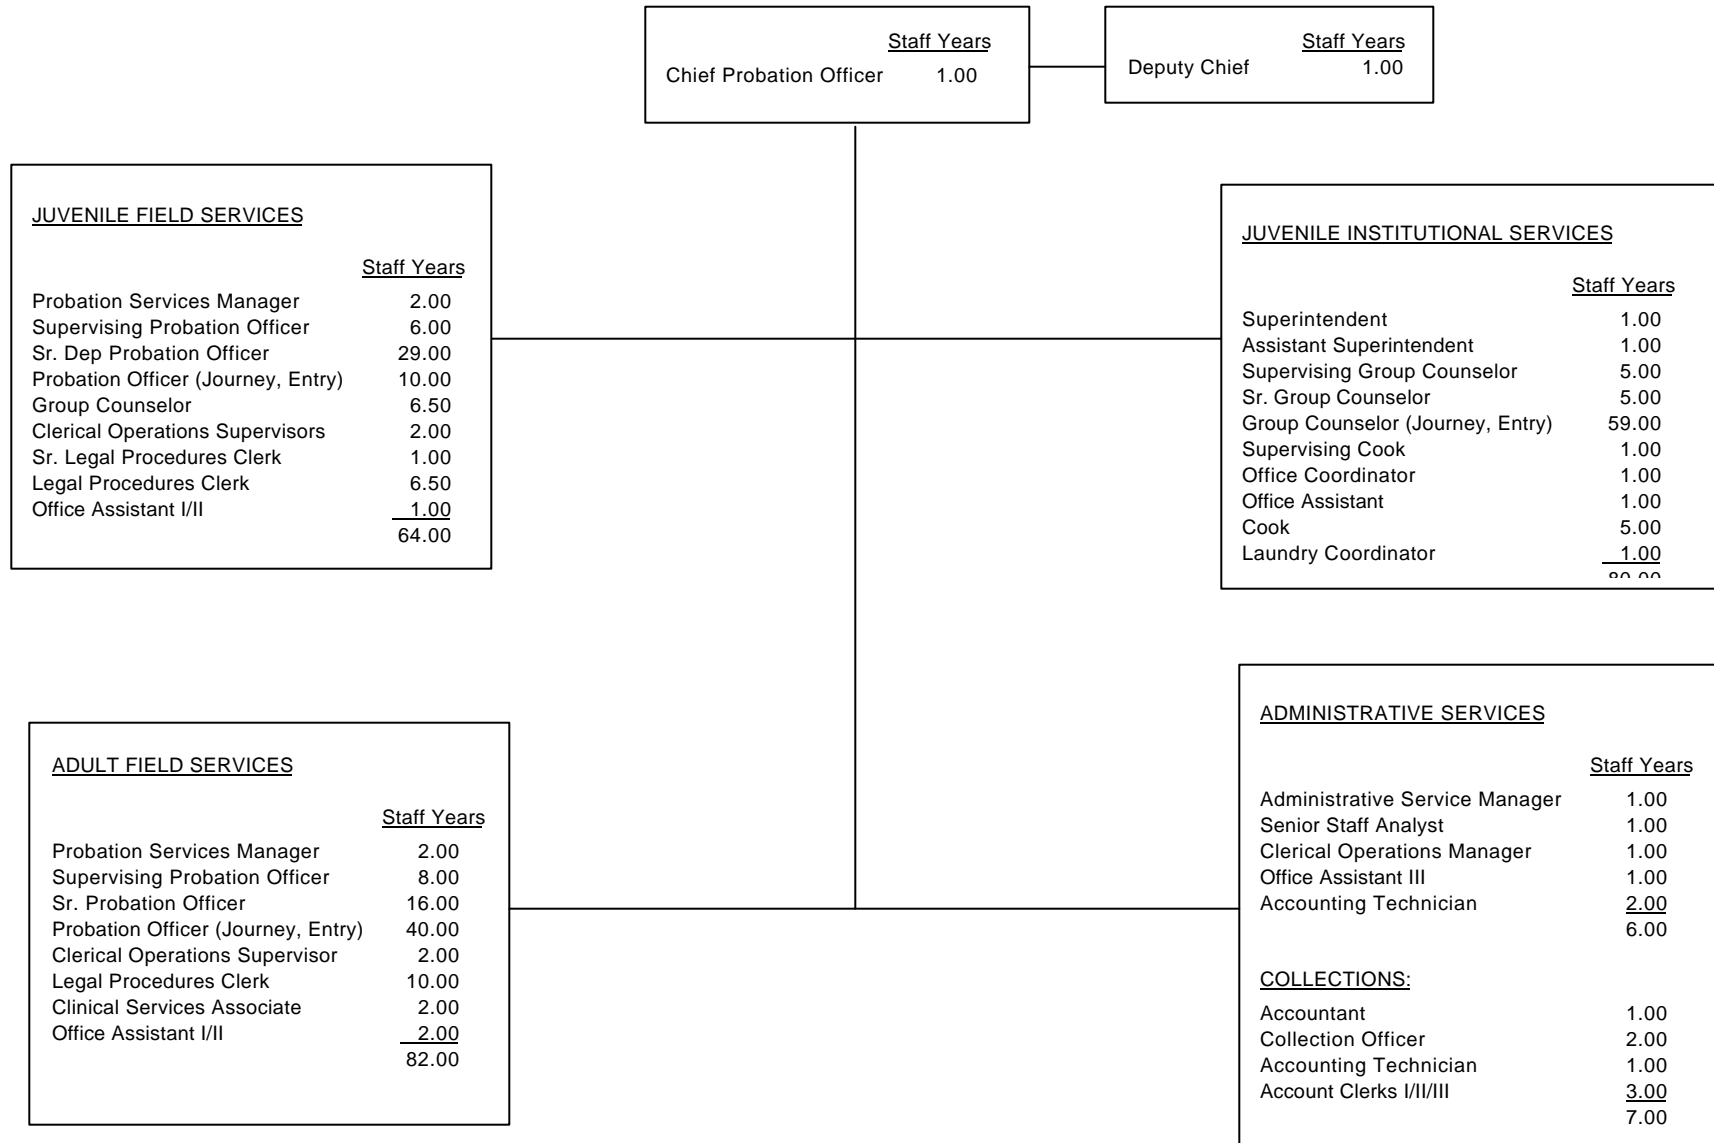 Staff Years
Chief Probation Officer 1.00
Staff Years
Deputy Chief 1.00
JUVENILE FIELD SERVICES
Staff Years
Probation Services Manager 2.00
Supervising Probation Officer 6.00
Sr. Dep Probation Officer 29.00
Probation Officer (Journey, Entry) 10.00
Group Counselor 6.50
Clerical Operations Supervisors 2.00
Sr. Legal Procedures Clerk 1.00
Legal Procedures Clerk 6.50
Office Assistant I/II 1.00
64.00
JUVENILE INSTITUTIONAL SERVICES
Staff Years
Superintendent 1.00
Assistant Superintendent 1.00
Supervising Group Counselor 5.00
Sr. Group Counselor 5.00
Group Counselor (Journey, Entry) 59.00
Supervising Cook 1.00
Office Coordinator 1.00
Office Assistant 1.00
Cook 5.00
Laundry Coordinator 1.00
80.00
ADULT FIELD SERVICES
Staff Years
Probation Services Manager 2.00
Supervising Probation Officer 8.00
Sr. Probation Officer 16.00
Probation Officer (Journey, Entry) 40.00
Clerical Operations Supervisor 2.00
Legal Procedures Clerk 10.00
Clinical Services Associate 2.00
Office Assistant I/II 2.00
82.00
ADMINISTRATIVE SERVICES
Staff Years
Administrative Service Manager 1.00
Senior Staff Analyst 1.00
Clerical Operations Manager 1.00
Office Assistant III 1.00
Accounting Technician 2.00
6.00
COLLECTIONS:
Accountant 1.00
Collection Officer 2.00
Accounting Technician 1.00
Account Clerks I/II/III 3.00
7.00